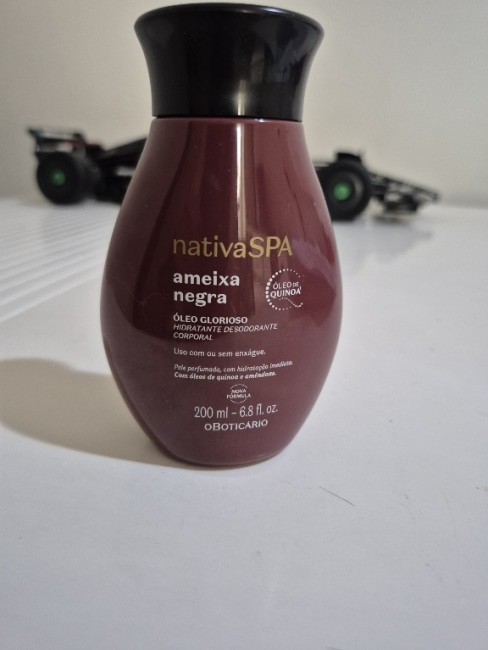 nativaSPA
ameixa
negra
ÓLEO DE
QUINOA
ÓLEO GLORIOSO
HIDRATANTE DESODORANTE
CORPORAL
Uso com ou sem enxágue.
Pele perfumada, com hidratação imediata.
Com óleos de quinoa e amêndoas.
NOVA
FÓRMULA
200 ml - 6.8 fl. oz.
oBOTICÁRIO